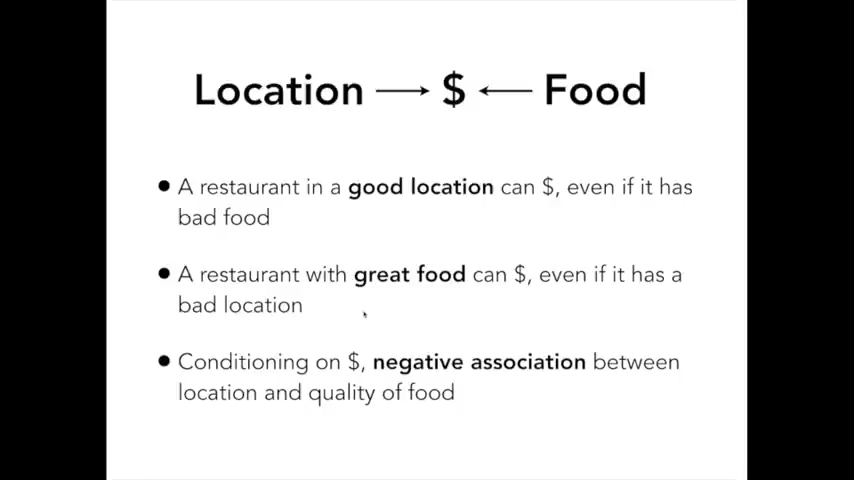 Location → $ ← Food
• A restaurant in a good location can $, even if it has
bad food
• A restaurant with great food can $, even if it has a
bad location
• Conditioning on $, negative association between
location and quality of food